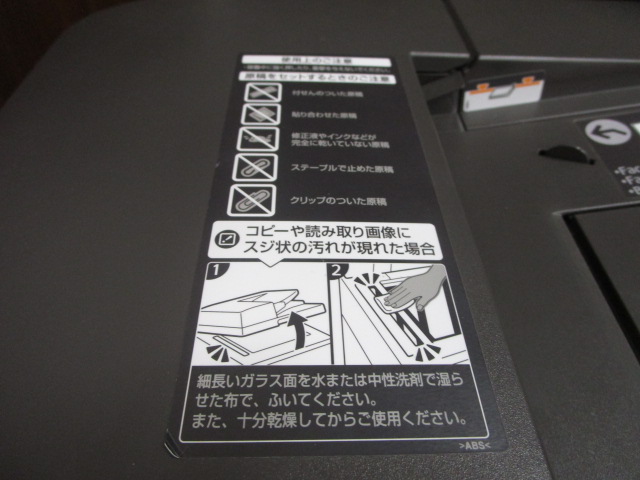 使用上のご注意
原稿をセットするときのご注意
付せんのついた原稿
貼り合わせた原稿
修正液やインクなどが
完全に乾いていない原稿
ステープルで止めた原稿
クリップのついた原稿
コピーや読み取り画像に
スジ状の汚れが現れた場合
1
2
細長いガラス面を水または中性洗剤で湿ら
せた布で、ふいてください。
また、十分乾燥してからご使用ください。
>ABS<